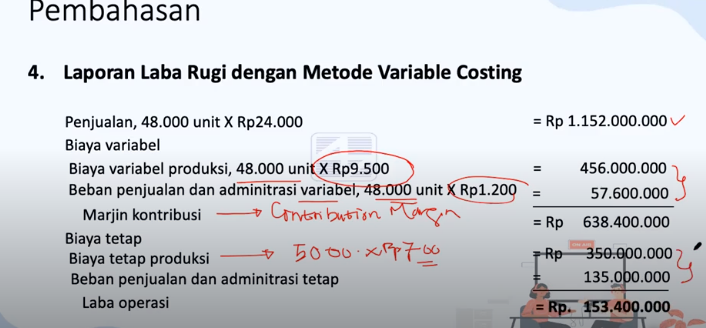 Pembahasan
4. Laporan Laba Rugi dengan Metode Variable Costing
Penjualan, 48.000 unit X Rp24.000 = Rp 1.152.000.000
Biaya variabel
Biaya variabel produksi, 48.000 unit X Rp9.500 = 456.000.000
Beban penjualan dan adminitrasi variabel, 48.000 unit X Rp1.200 = 57.600.000
Marjin kontribusi Contribution Margin = Rp 638.400.000
Biaya tetap
Biaya tetap produksi 5000 x Rp700 = Rp 350.000.000
Beban penjualan dan adminitrasi tetap = 135.000.000
Laba operasi = Rp. 153.400.000